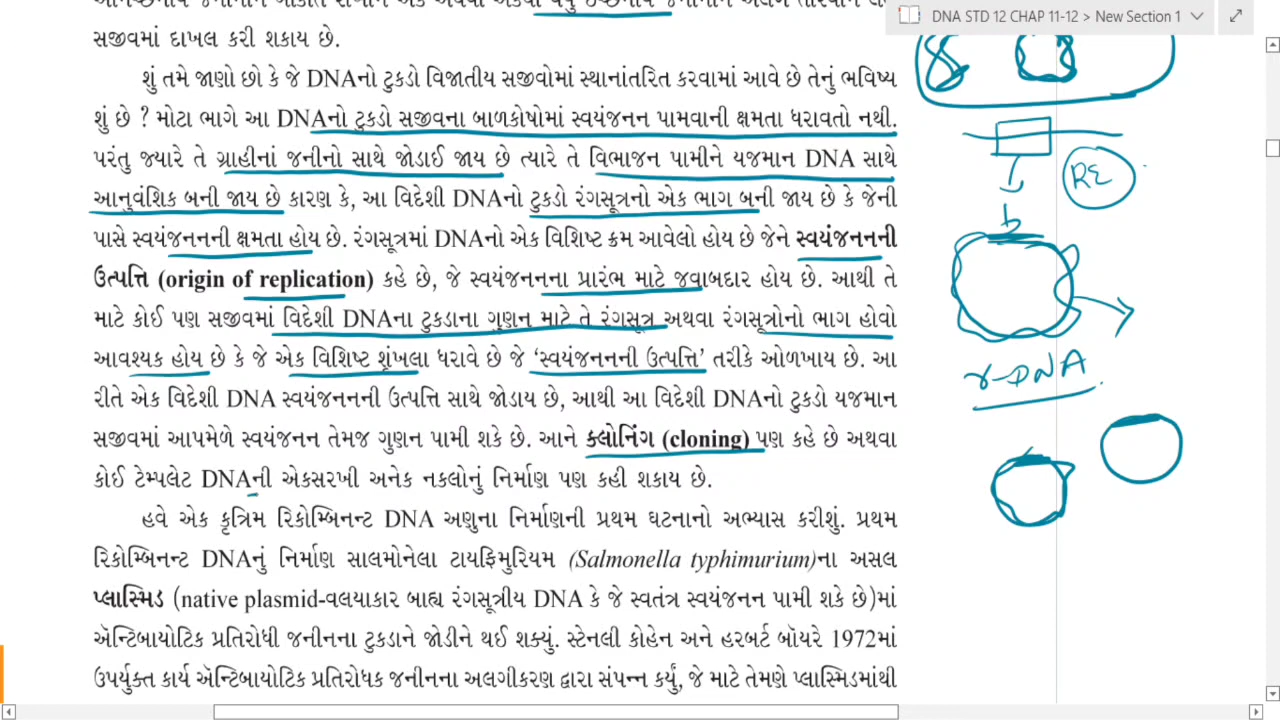 DNA STD 12 CHAP 11-12 > New Section 1
સજીવમાં દાખલ કરી શકાય છે.
શું તમે જાણો છો કે જે DNAનો ટુકડો વિજાતીય સજીવોમાં સ્થાનાંતરિત કરવામાં આવે છે તેનું ભવિષ્ય
શું છે ? મોટા ભાગે આ DNAનો ટુકડો સજીવના બાળકોષોમાં સ્વયંજનન પામવાની ક્ષમતા ધરાવતો નથી.
પરંતુ જ્યારે તે ગ્રાહીનાં જનીનો સાથે જોડાઈ જાય છે ત્યારે તે વિભાજન પામીને યજમાન DNA સાથે
આનુવંશિક બની જાય છે કારણ કે, આ વિદેશી DNAનો ટુકડો રંગસૂત્રનો એક ભાગ બની જાય છે કે જેની
પાસે સ્વયંજનનની ક્ષમતા હોય છે. રંગસૂત્રમાં DNAનો એક વિશિષ્ટ ક્રમ આવેલો હોય છે જેને સ્વયંજનનની
ઉત્પત્તિ (origin of replication) કહે છે, જે સ્વયંજનનના પ્રારંભ માટે જવાબદાર હોય છે. આથી તે
માટે કોઈ પણ સજીવમાં વિદેશી DNAના ટુકડાના ગુણન માટે તે રંગસૂત્ર અથવા રંગસૂત્રોનો ભાગ હોવો
આવશ્યક હોય છે કે જે એક વિશિષ્ટ શૃંખલા ધરાવે છે જે ‘સ્વયંજનનની ઉત્પત્તિ’ તરીકે ઓળખાય છે. આ
રીતે એક વિદેશી DNA સ્વયંજનનની ઉત્પત્તિ સાથે જોડાય છે, આથી આ વિદેશી DNAનો ટુકડો યજમાન
સજીવમાં આપમેળે સ્વયંજનન તેમજ ગુણન પામી શકે છે. આને ક્લોનિંગ (cloning) પણ કહે છે અથવા
કોઈ ટેમ્પલેટ DNAની એકસરખી અનેક નકલોનું નિર્માણ પણ કહી શકાય છે.
હવે એક કૃત્રિમ રિકોમ્બિનન્ટ DNA અણુના નિર્માણની પ્રથમ ઘટનાનો અભ્યાસ કરીશું. પ્રથમ
રિકોમ્બિનન્ટ DNAનું નિર્માણ સાલમોનેલા ટાયફિમુરિયમ (Salmonella typhimurium)ના અસલ
પ્લાસ્મિડ (native plasmid-વલયાકાર બાહ્ય રંગસૂત્રીય DNA કે જે સ્વતંત્ર સ્વયંજનન પામી શકે છે)માં
ઍન્ટિબાયોટિક પ્રતિરોધી જનીનના ટુકડાને જોડીને થઈ શક્યું. સ્ટેનલી કોહેન અને હરબર્ટ બૉયરે 1972માં
ઉપર્યુક્ત કાર્ય ઍન્ટિબાયોટિક પ્રતિરોધક જનીનના અલગીકરણ દ્વારા સંપન્ન કર્યું, જે માટે તેમણે પ્લાસ્મિડમાંથી
RE
r-DNA